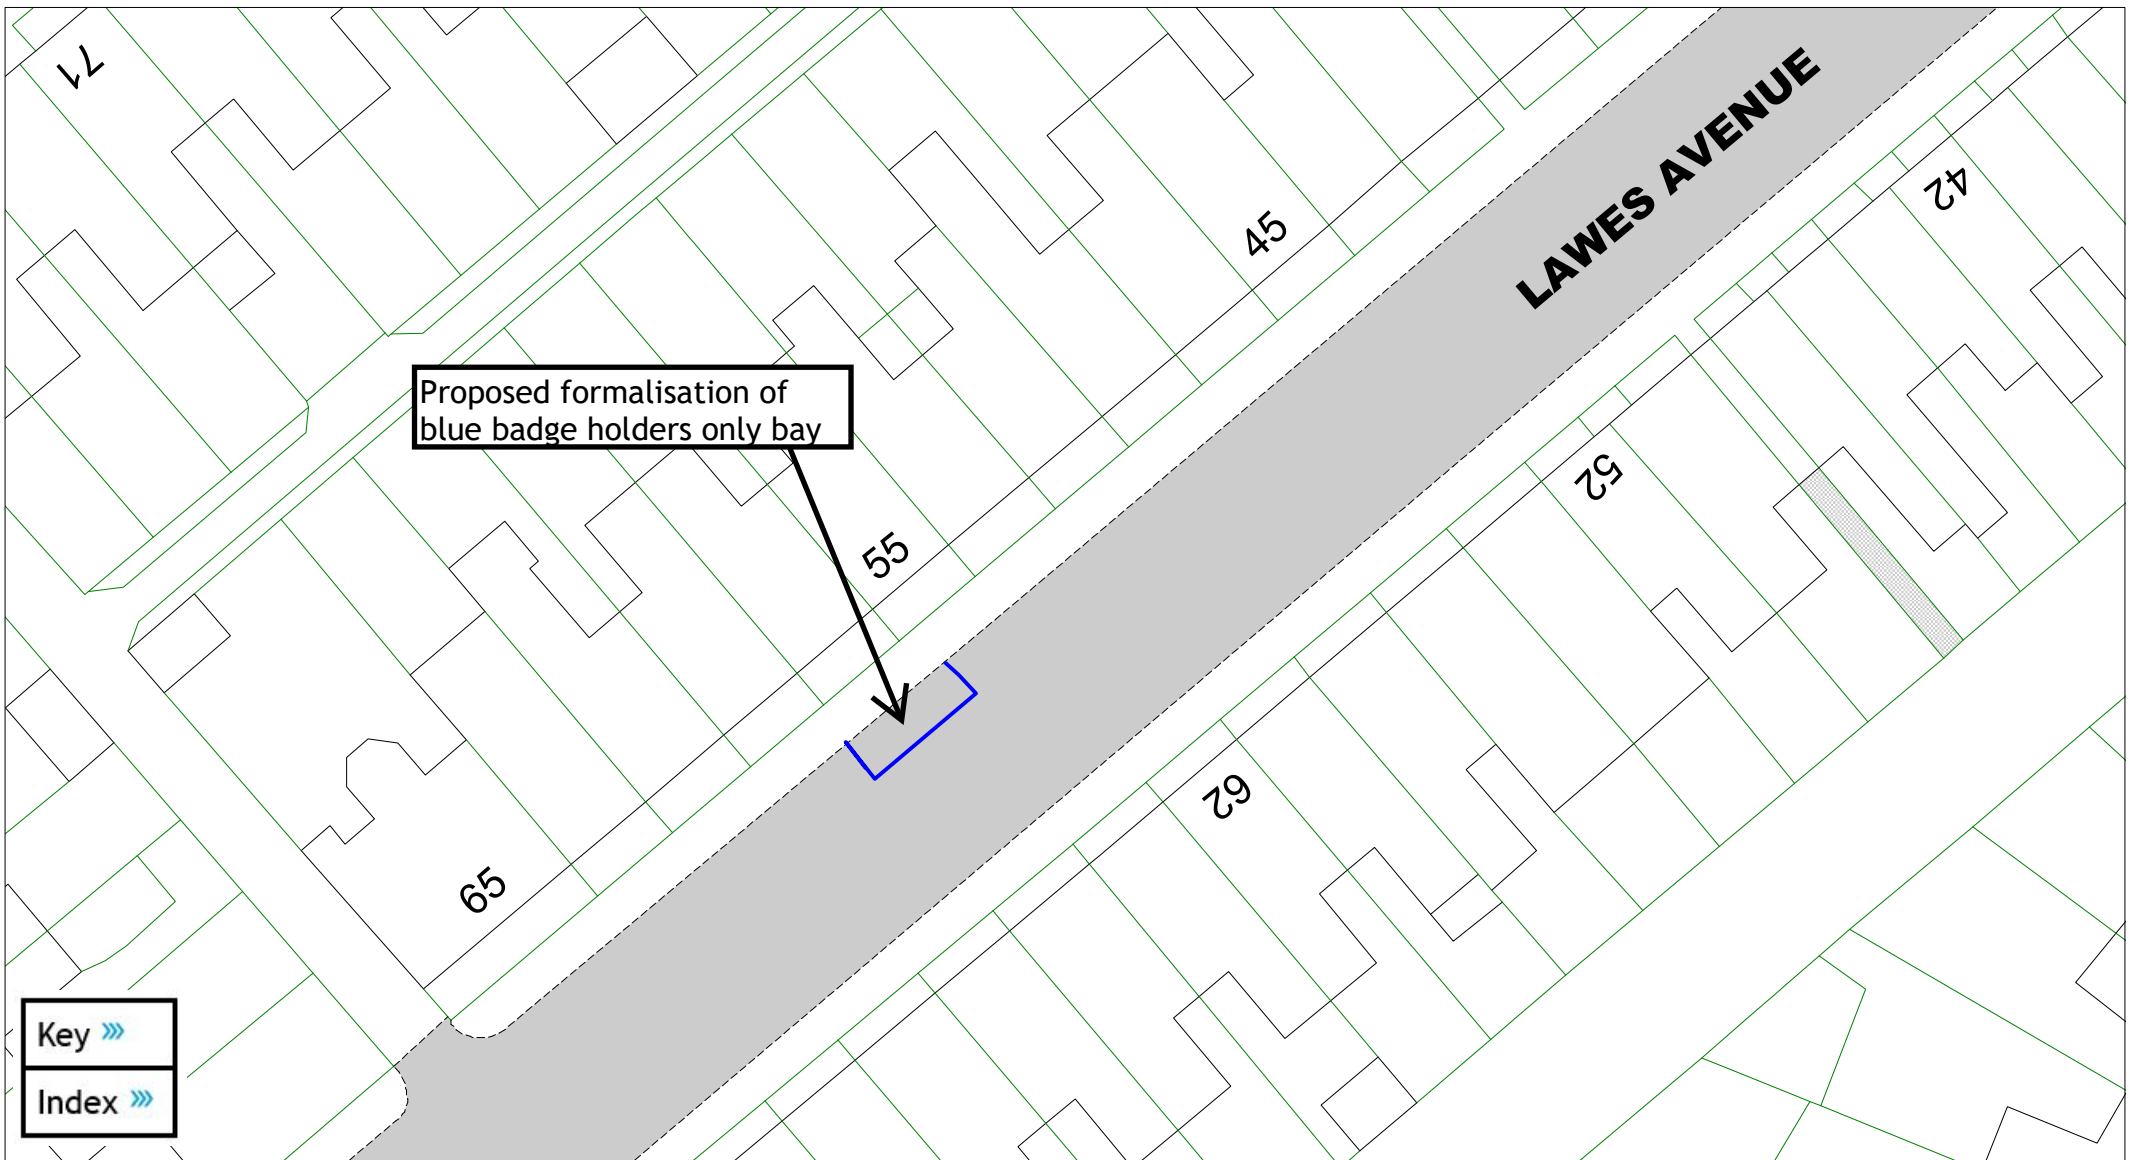 71
LAWES AVENUE
42
45
Proposed formalisation of
blue badge holders only bay
52
55
62
65
Key »»
Index »»